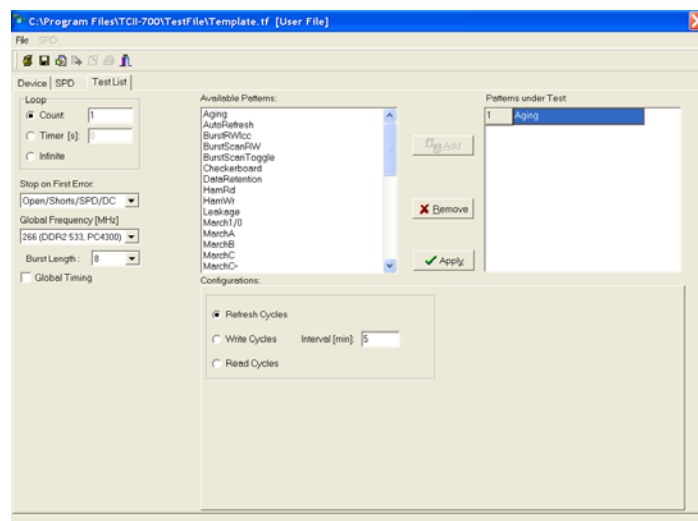 C:\Program Files\TCII-700\TestFile\Template.tf [User File]
File SPD
Device SPD Test List
Loop
Count: 1
Timer [s]: 0
Infinite
Stop on First Error:
Open/Shorts/SPD/DC
Global Frequency [MHz]
266 (DDR2 533, PC4300)
Burst Length : 8
Global Timing
Available Patterns:
Aging
AutoRefresh
BurstRWIcc
BurstScanRW
BurstScanToggle
Checkerboard
DataRetention
HamRd
HamWr
Leakage
March1/0
MarchA
MarchB
MarchC
MarchC-
Add
Remove
Apply
Patterns under Test:
1 Aging
Configurations:
Refresh Cycles
Write Cycles Interval [min]: 5
Read Cycles